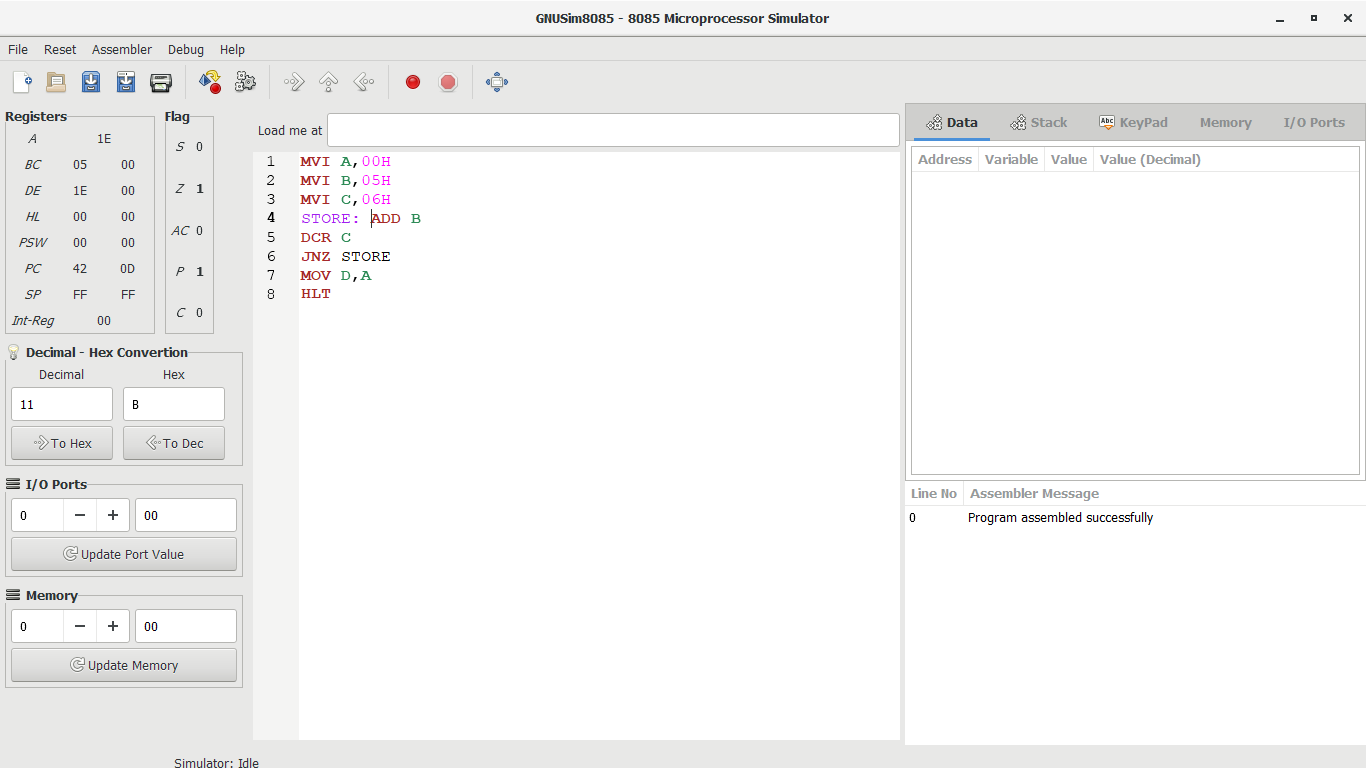 GNUSim8085 - 8085 Microprocessor Simulator
File Reset Assembler Debug Help
Registers
A 1E
BC 05 00
DE 1E 00
HL 00 00
PSW 00 00
PC 42 0D
SP FF FF
Int-Reg 00
Flag
S 0
Z 1
AC 0
P 1
C 0
Decimal - Hex Convertion
Decimal Hex
11 B
To Hex To Dec
I/O Ports
0 − + 00
Update Port Value
Memory
0 − + 00
Update Memory
Load me at
1 MVI A,00H
2 MVI B,05H
3 MVI C,06H
4 STORE: ADD B
5 DCR C
6 JNZ STORE
7 MOV D,A
8 HLT
Data Stack Abc KeyPad Memory I/O Ports
Address Variable Value Value (Decimal)
Line No Assembler Message
0 Program assembled successfully
Simulator: Idle